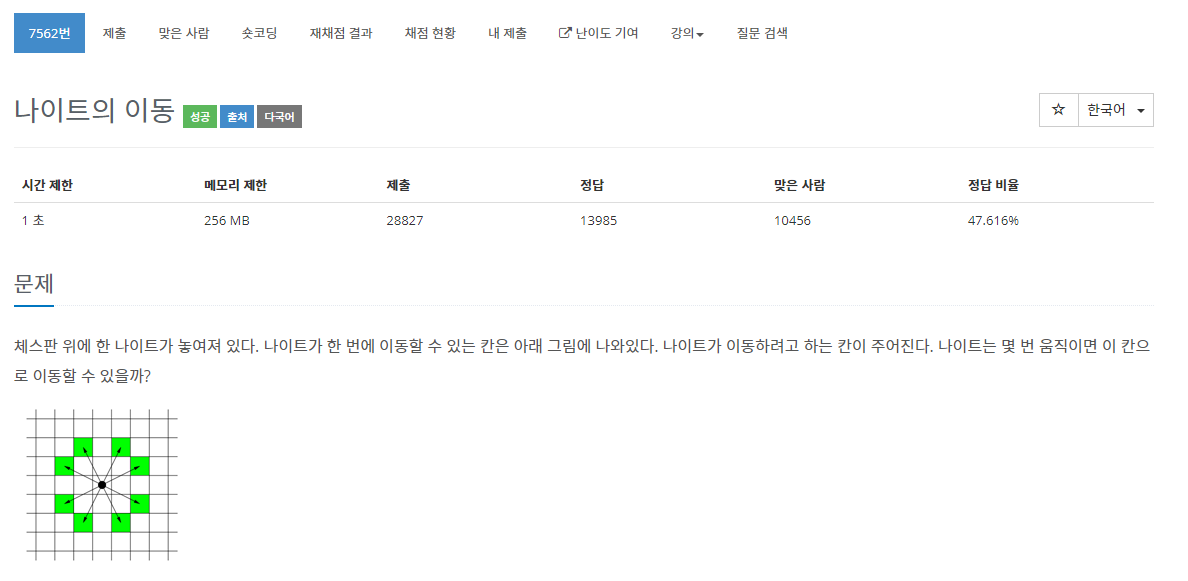 7562번 제출 맞은 사람 숏코딩 재채점 결과 채점 현황 내 제출 난이도 기여 강의 질문 검색
나이트의 이동 성공 출처 다국어 한국어
시간 제한 메모리 제한 제출 정답 맞은 사람 정답 비율
1 초 256 MB 28827 13985 10456 47.616%
문제
체스판 위에 한 나이트가 놓여져 있다. 나이트가 한 번에 이동할 수 있는 칸은 아래 그림에 나와있다. 나이트가 이동하려고 하는 칸이 주어진다. 나이트는 몇 번 움직이면 이 칸으
로 이동할 수 있을까?